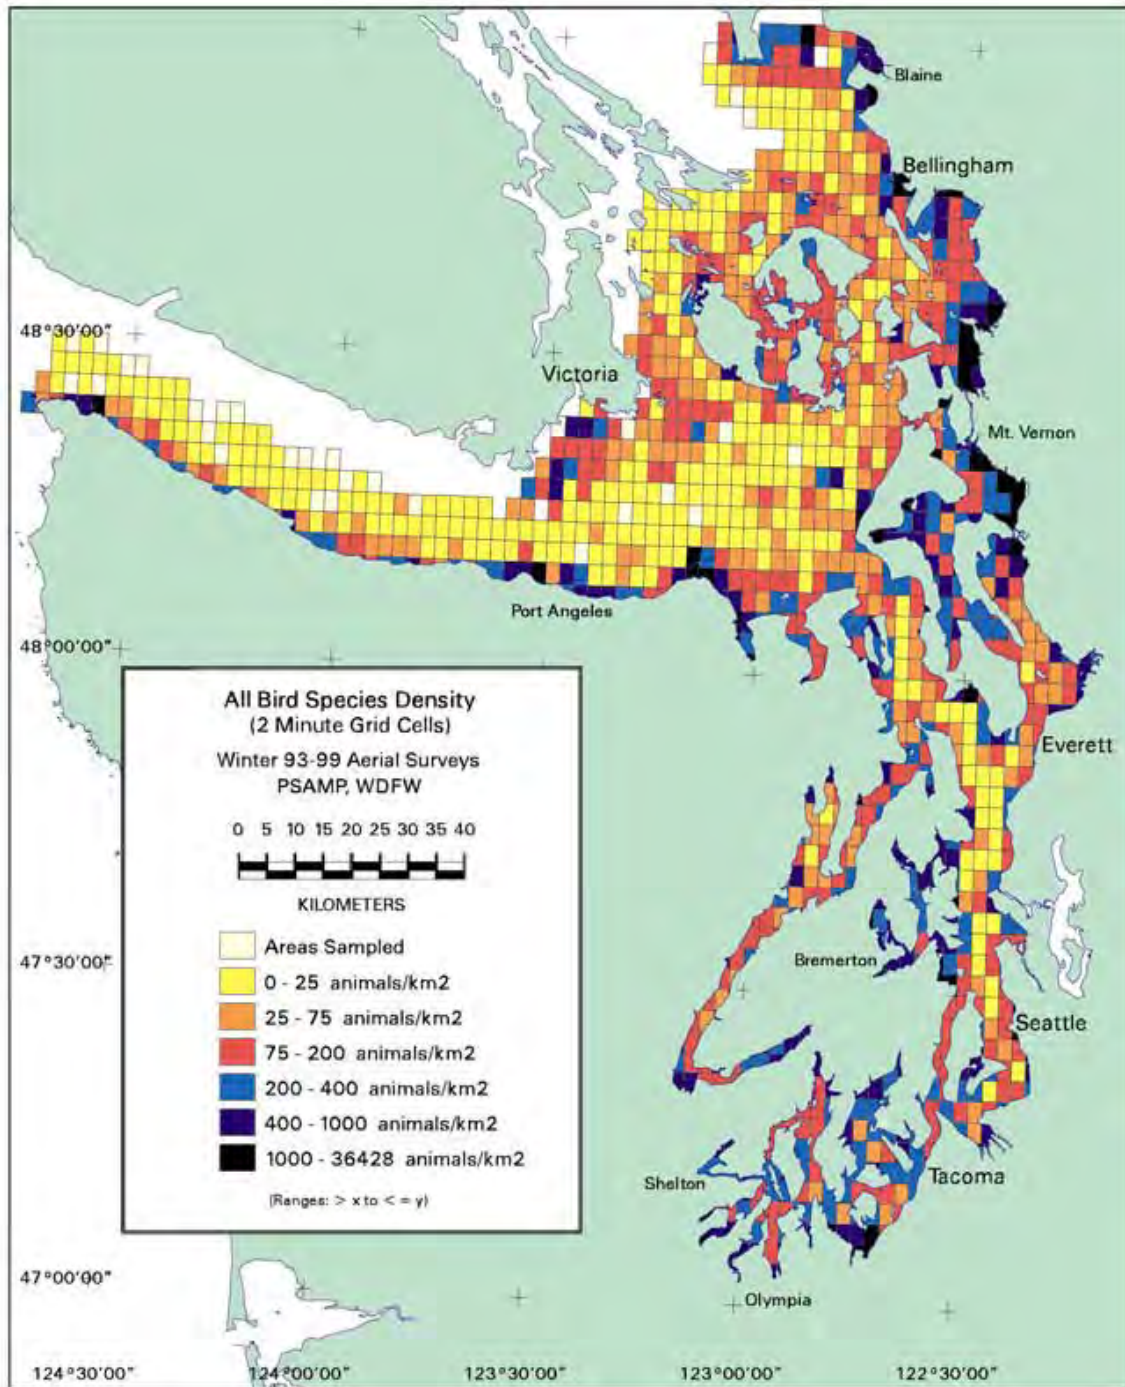 Blaine
Bellingham
48°30'00"
Victoria
Mt. Vernon
Port Angeles
48°00'00"
All Bird Species Density
(2 Minute Grid Cells)
Winter 93-99 Aerial Surveys
PSAMP, WDFW
0 5 10 15 20 25 30 35 40
KILOMETERS
Areas Sampled
0 - 25 animals/km2
25 - 75 animals/km2
75 - 200 animals/km2
200 - 400 animals/km2
400 - 1000 animals/km2
1000 - 36428 animals/km2
(Ranges: > x to < = y)
Everett
47°30'00"
Bremerton
Seattle
Shelton
Tacoma
47°00'00"
Olympia
124°30'00" 124°00'00" 123°30'00" 123°00'00" 122°30'00"